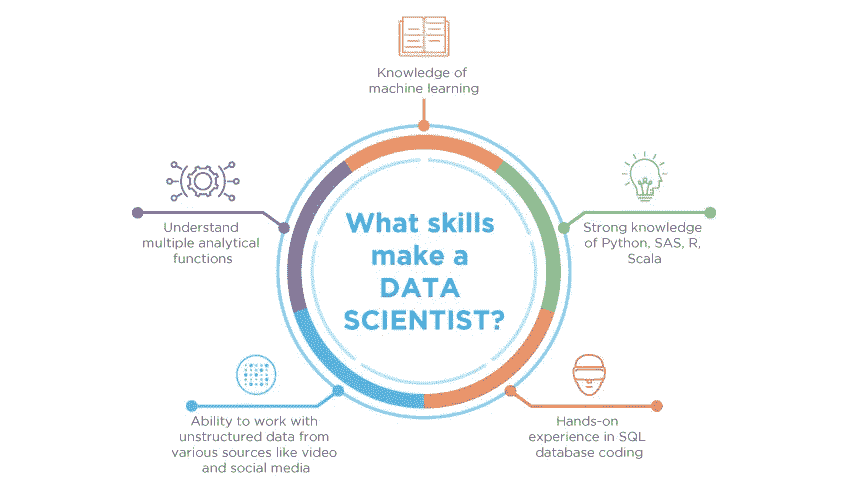 Knowledge of
machine learning
Understand
multiple analytical
functions
What skills
make a
DATA
SCIENTIST?
Strong knowledge
of Python, SAS, R,
Scala
Ability to work with
unstructured data from
various sources like video
and social media
Hands-on
experience in SQL
database coding